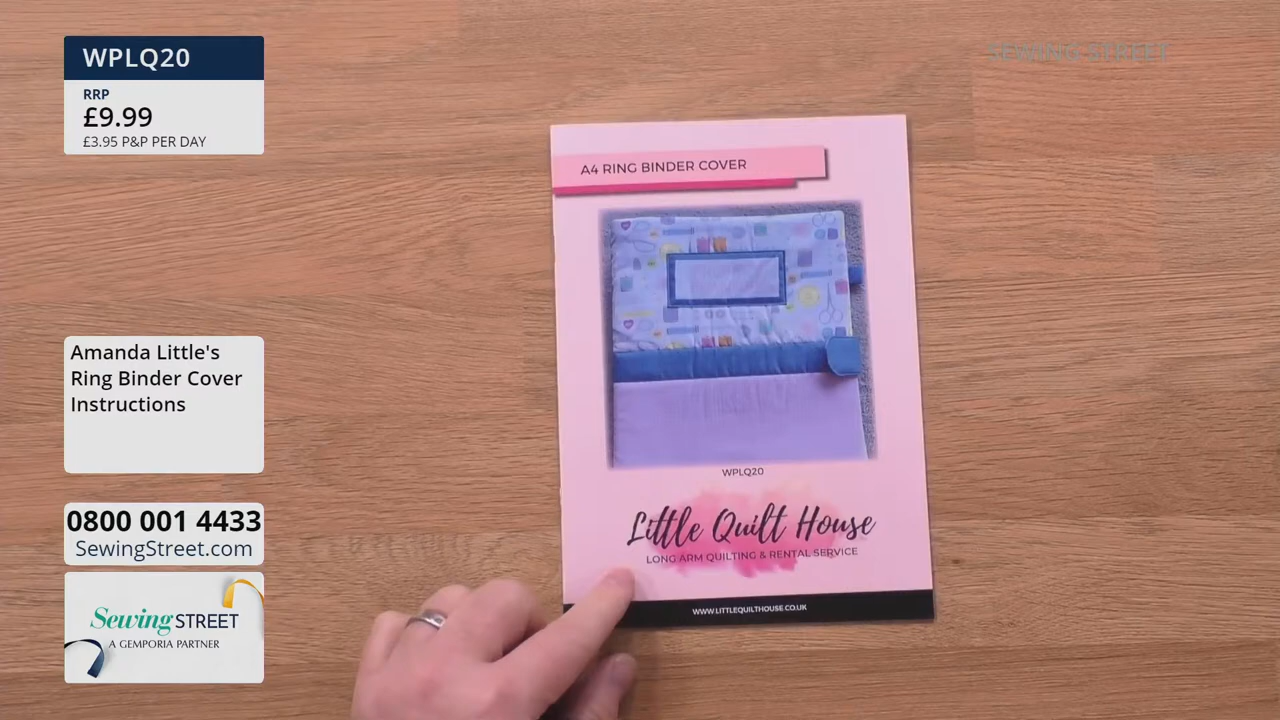 WPLQ20
RRP
£9.99
£3.95 P&P PER DAY
SEWING STREET
A4 RING BINDER COVER
WPLQ20
Little Quilt House
LONG ARM QUILTING & RENTAL SERVICE
WWW.LITTLEQUILTHOUSE.CO.UK
Amanda Little's
Ring Binder Cover
Instructions
0800 001 4433
SewingStreet.com
Sewing STREET
A GEMPORIA PARTNER